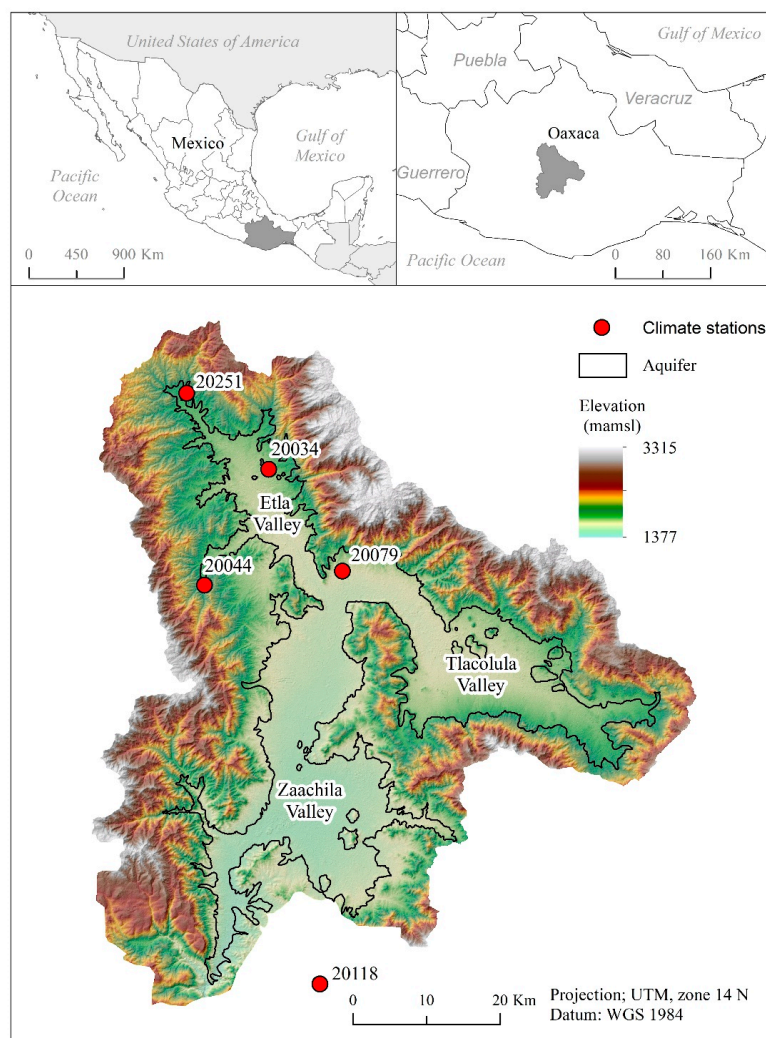 United States of America
Mexico
Gulf of
Mexico
Pacific
Ocean
0 450 900 Km
Gulf of Mexico
Puebla
Veracruz
Oaxaca
Guerrero
Pacific Ocean
0 80 160 Km
Climate stations
Aquifer
Elevation
(mamsl)
3315
1377
20251
20034
Etla
Valley
20079
20044
Tlacolula
Valley
Zaachila
Valley
20118
0 10 20 Km
Projection; UTM, zone 14 N
Datum: WGS 1984